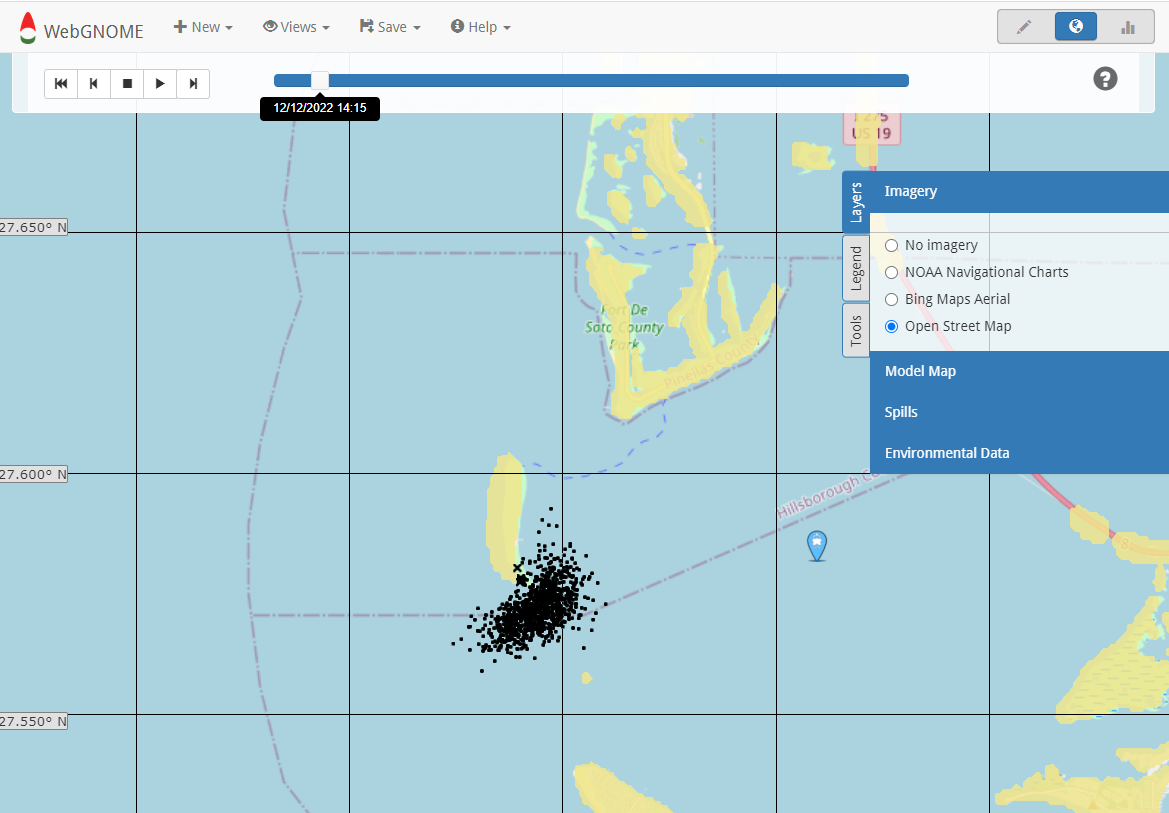 WebGNOME
New
Views
Save
Help
12/12/2022 14:15
I 275
US 19
27.650° N
Layers
Imagery
Legend
No imagery
NOAA Navigational Charts
Bing Maps Aerial
Open Street Map
Tools
Fort De
Soto County
Park
Pinellas County
Model Map
Spills
Environmental Data
27.600° N
Hillsborough Co
27.550° N